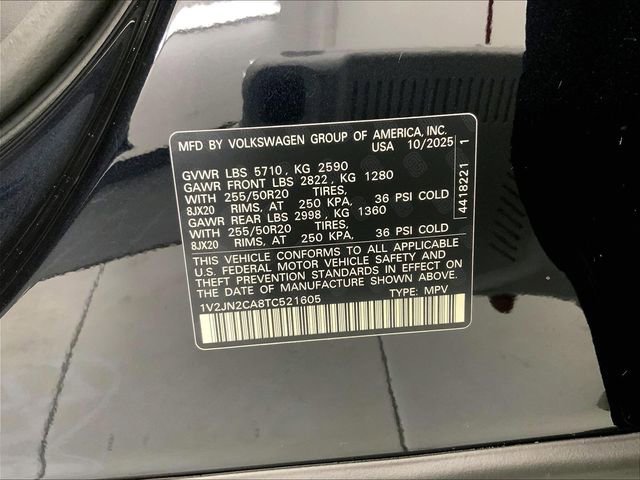 MFD BY VOLKSWAGEN GROUP OF AMERICA, INC.
USA 10/2025
GVWR LBS 5710, KG 2590
GAWR FRONT LBS 2822, KG 1280
WITH 255/50R20 TIRES,
8JX20 RIMS, AT 250 KPA, 36 PSI COLD
GAWR REAR LBS 2998, KG 1360
WITH 255/50R20 TIRES,
8JX20 RIMS, AT 250 KPA, 36 PSI COLD
THIS VEHICLE CONFORMS TO ALL APPLICABLE
U.S. FEDERAL MOTOR VEHICLE SAFETY AND
THEFT PREVENTION STANDARDS IN EFFECT ON
THE DATE OF MANUFACTURE SHOWN ABOVE.
1V2JN2CA8TC521605 TYPE: MPV
4418221 1